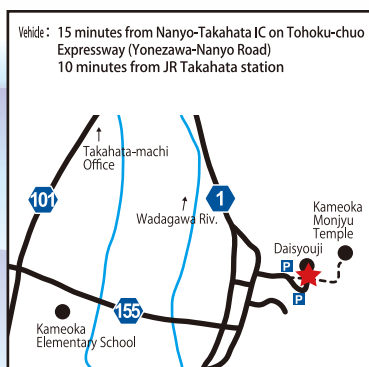 Vehicle: 15 minutes from Nanyo-Takahata IC on Tohoku-chuo
Expressway (Yonezawa-Nanyo Road)
10 minutes from JR Takahata station
Takahata-machi
Office
101
1
Wadagawa Riv.
Kameoka
Monjyu
Temple
Daisyouji
P
P
155
Kameoka
Elementary School